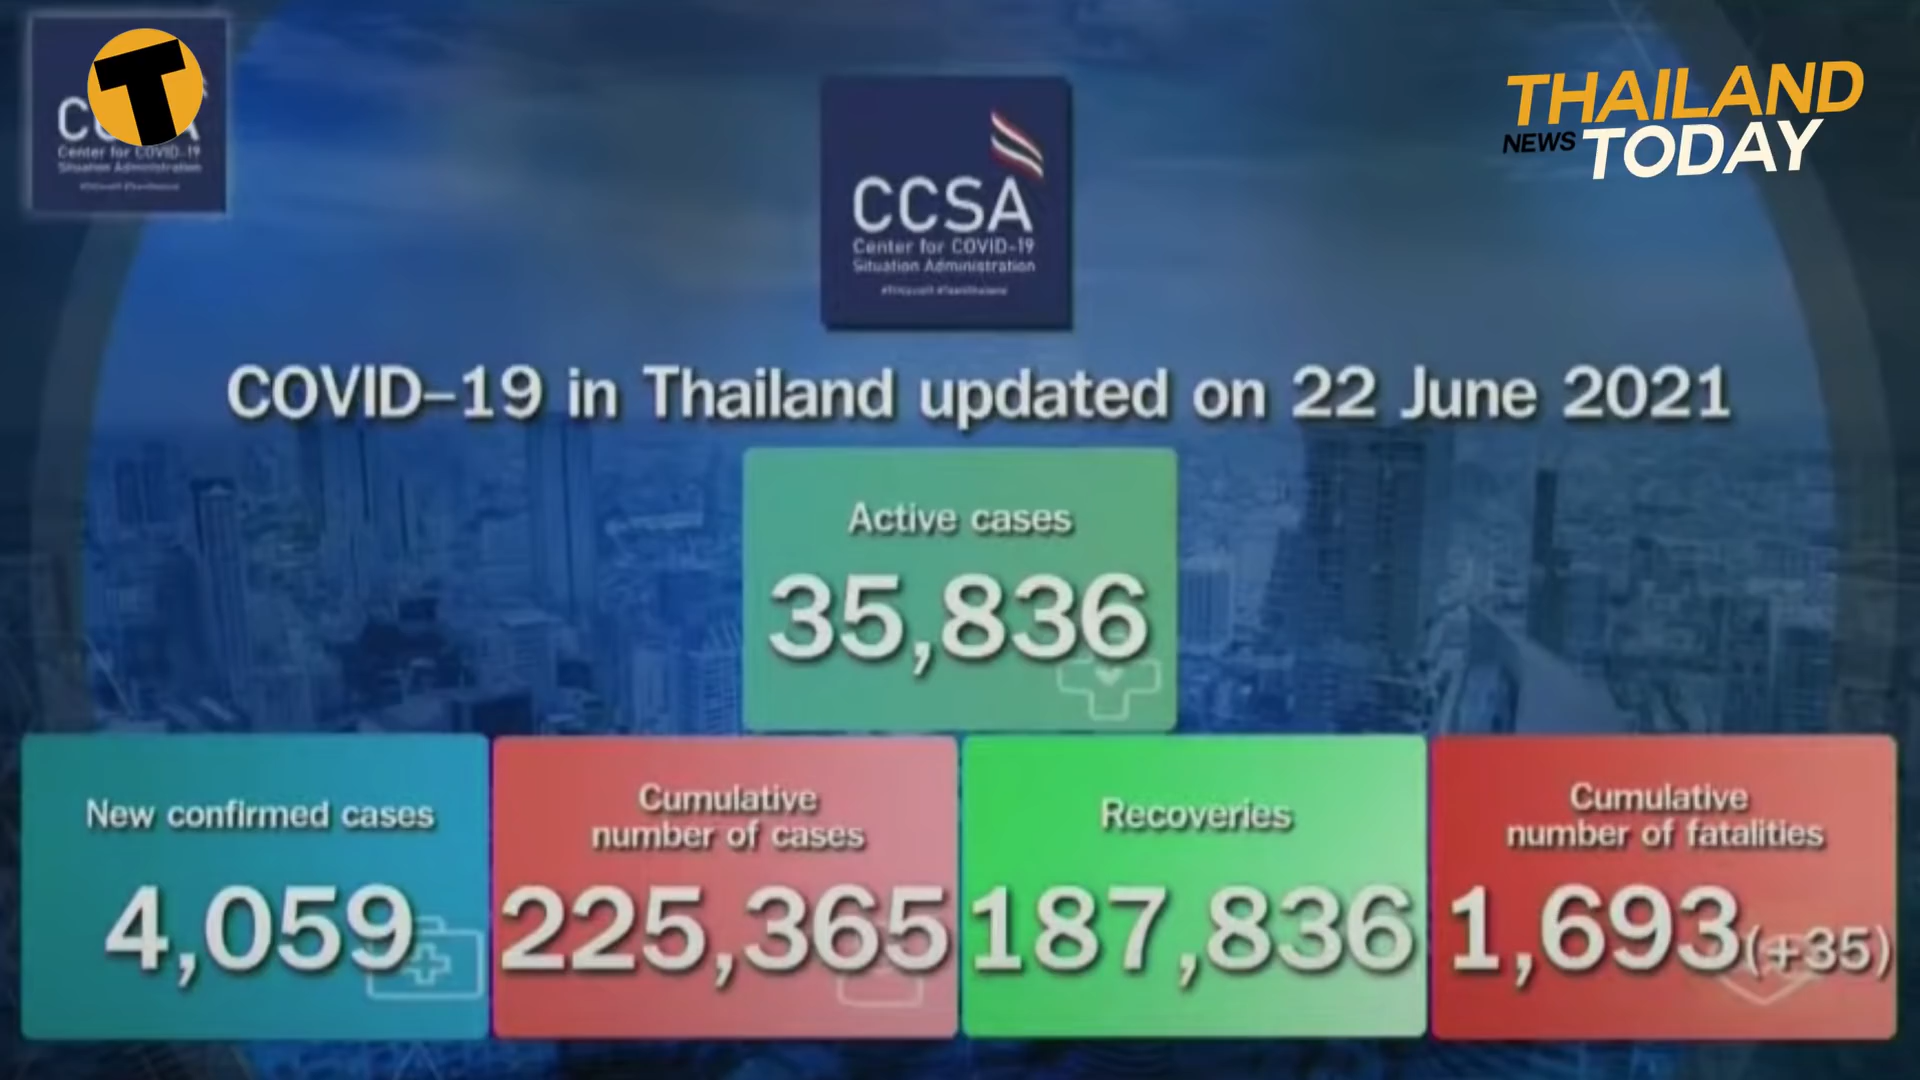 T
Center for COVID-19
Situation Administration
CCSA
Center for COVID-19
Situation Administration
THAILAND
NEWS TODAY
COVID-19 in Thailand updated on 22 June 2021
Active cases
35,836
New confirmed cases
4,059
Cumulative
number of cases
225,365
Recoveries
187,836
Cumulative
number of fatalities
1,693(+35)